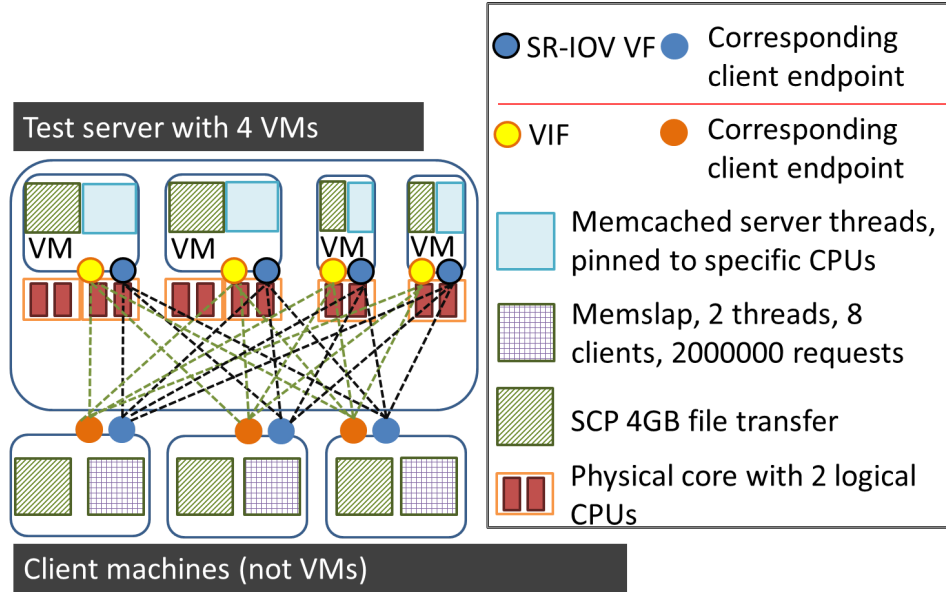 SR-IOV VF
Corresponding
client endpoint
Test server with 4 VMs
VIF
Corresponding
client endpoint
VM
VM
VM
VM
Memcached server threads,
pinned to specific CPUs
Memslap, 2 threads, 8
clients, 2000000 requests
SCP 4GB file transfer
Physical core with 2 logical
CPUs
Client machines (not VMs)